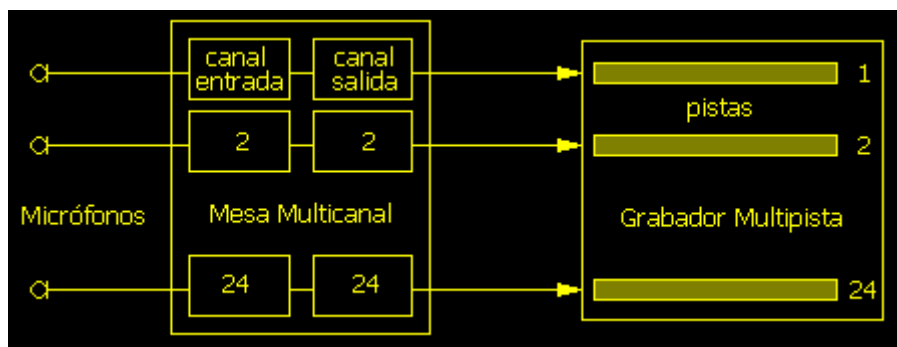 canal
entrada
canal
salida
1
pistas
2
2
2
Micrófonos
Mesa Multicanal
Grabador Multipista
24
24
24